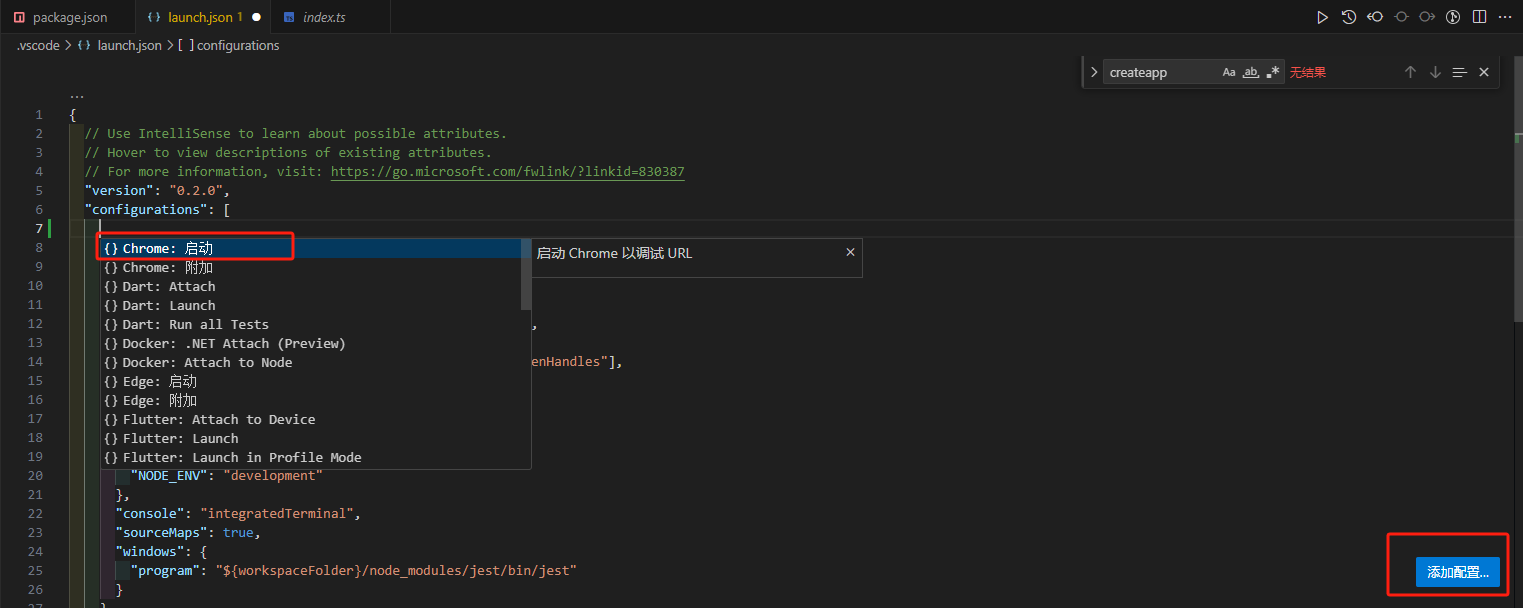 package.json
{} launch.json 1 ●
TS index.ts
.vscode > {} launch.json > [ ] configurations
createapp
Aa ab .*
无结果
...
1 {
2 // Use IntelliSense to learn about possible attributes.
3 // Hover to view descriptions of existing attributes.
4 // For more information, visit: https://go.microsoft.com/fwlink/?linkid=830387
5 "version": "0.2.0",
6 "configurations": [
7
8 {} Chrome: 启动
启动 Chrome 以调试 URL
9 {} Chrome: 附加
10 {} Dart: Attach
11 {} Dart: Launch
12 {} Dart: Run all Tests ,
13 {} Docker: .NET Attach (Preview)
14 {} Docker: Attach to Node enHandles"],
15 {} Edge: 启动
16 {} Edge: 附加
17 {} Flutter: Attach to Device
18 {} Flutter: Launch
19 {} Flutter: Launch in Profile Mode
20 "NODE_ENV": "development"
21 },
22 "console": "integratedTerminal",
23 "sourceMaps": true,
24 "windows": {
25 "program": "${workspaceFolder}/node_modules/jest/bin/jest"
添加配置...
26 }
27 }